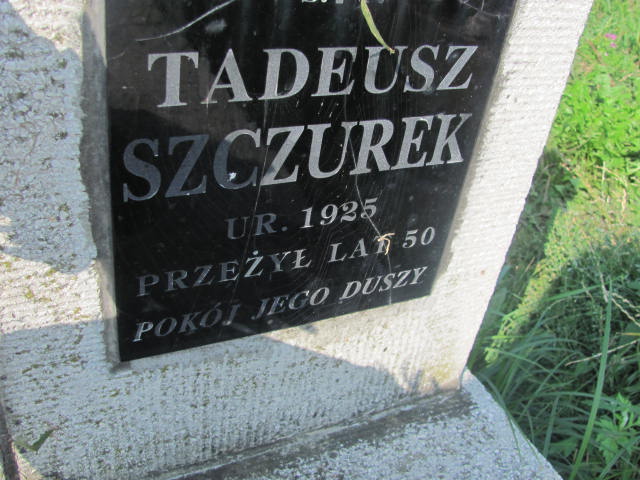 TADEUSZ
SZCZUREK
UR. 1925
PRZEŻYŁ LAT 50
POKÓJ JEGO DUSZY